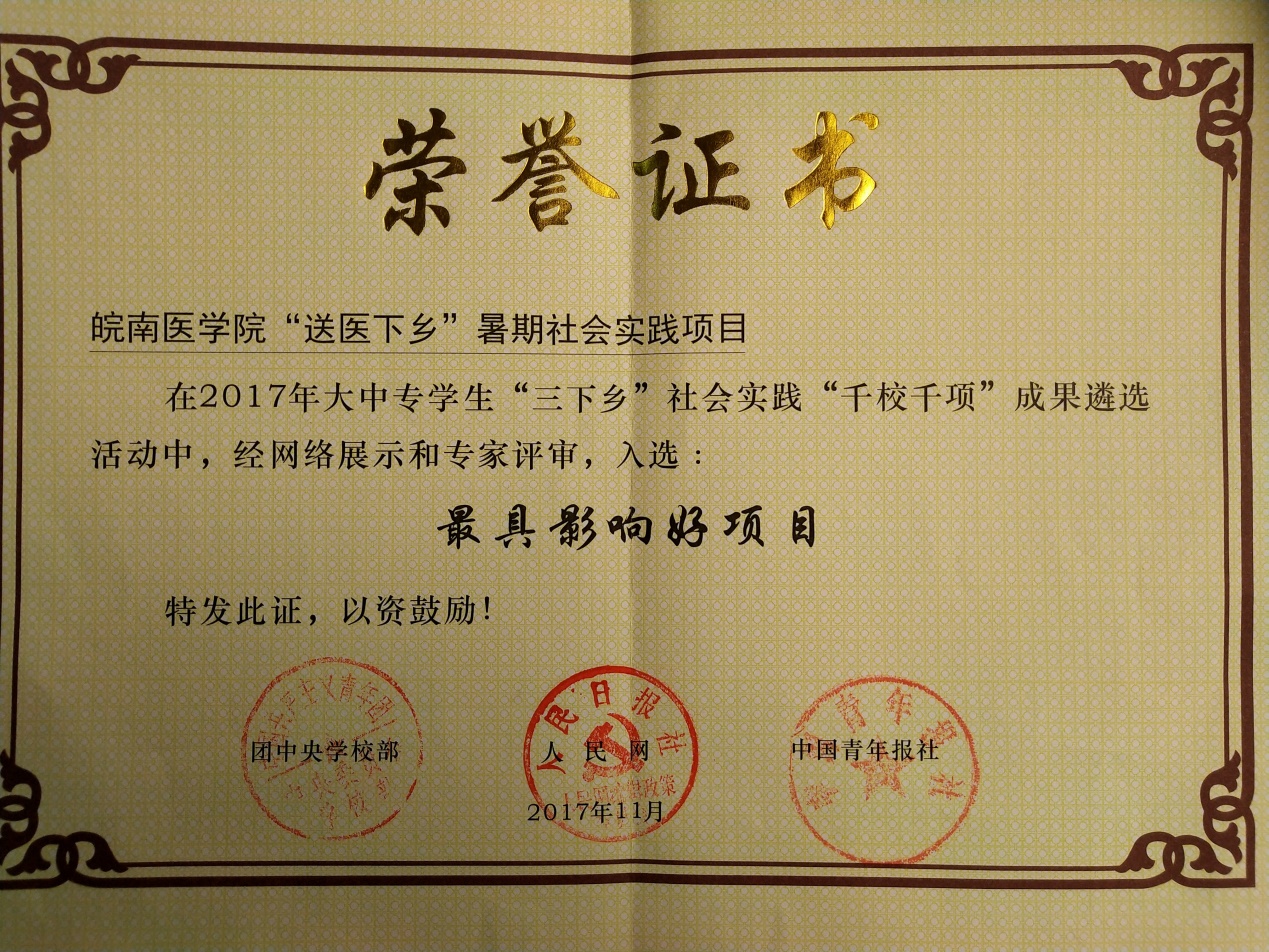 荣誉证书
皖南医学院“送医下乡”暑期社会实践项目
在2017年大中专学生“三下乡”社会实践“千校千项”成果遴选
活动中，经网络展示和专家评审，入选：
最具影响好项目
特发此证，以资鼓励！
团中央学校部 人民网 中国青年报社
2017年11月
人民日报社